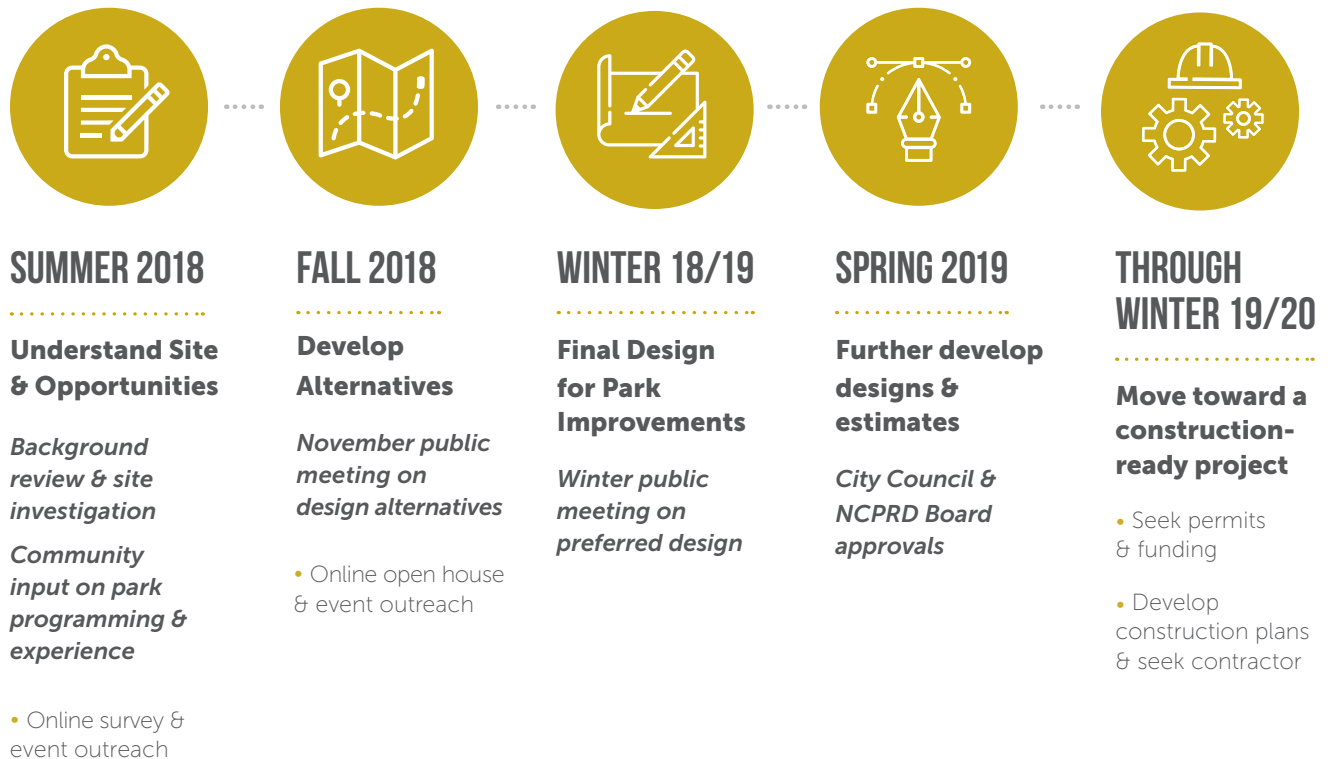 SUMMER 2018
Understand Site
& Opportunities
Background
review & site
investigation
Community
input on park
programming &
experience
• Online survey &
event outreach
FALL 2018
Develop
Alternatives
November public
meeting on
design alternatives
• Online open house
& event outreach
WINTER 18/19
Final Design
for Park
Improvements
Winter public
meeting on
preferred design
SPRING 2019
Further develop
designs &
estimates
City Council &
NCPRD Board
approvals
THROUGH
WINTER 19/20
Move toward a
construction-
ready project
• Seek permits
& funding
• Develop
construction plans
& seek contractor